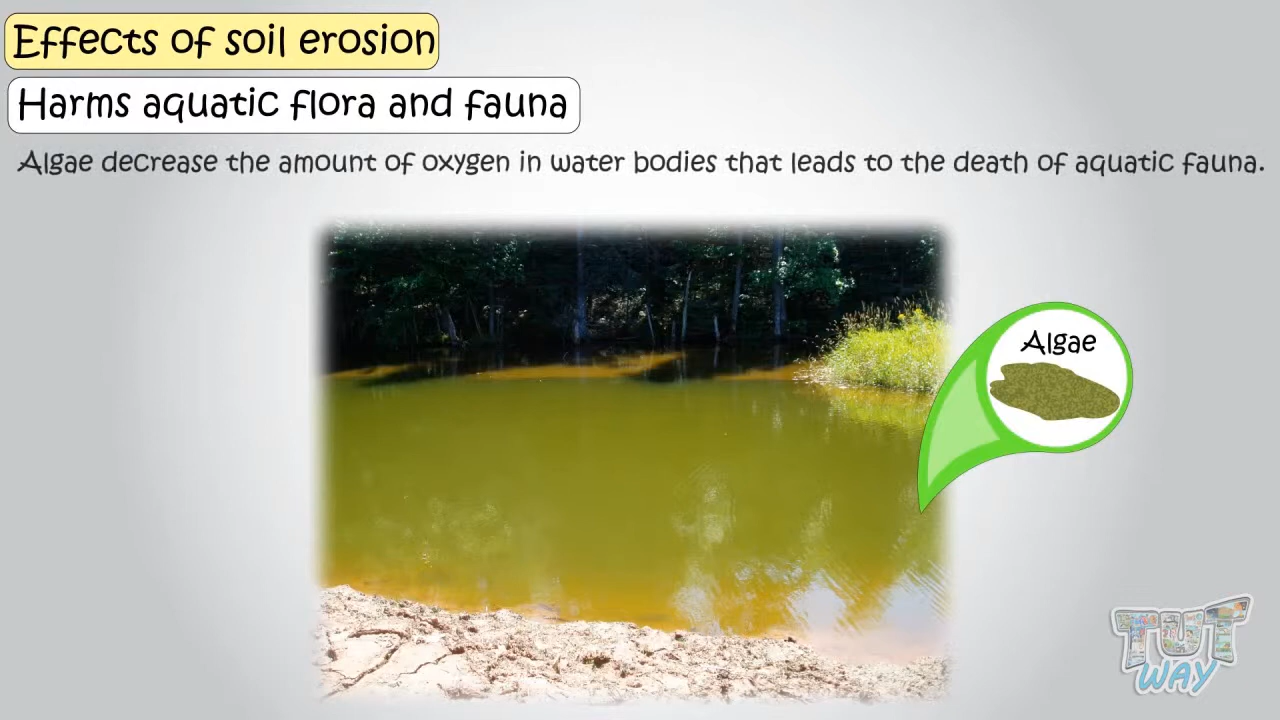 Effects of soil erosion
Harms aquatic flora and fauna
Algae decrease the amount of oxygen in water bodies that leads to the death of aquatic fauna.
Algae
TUT
WAY